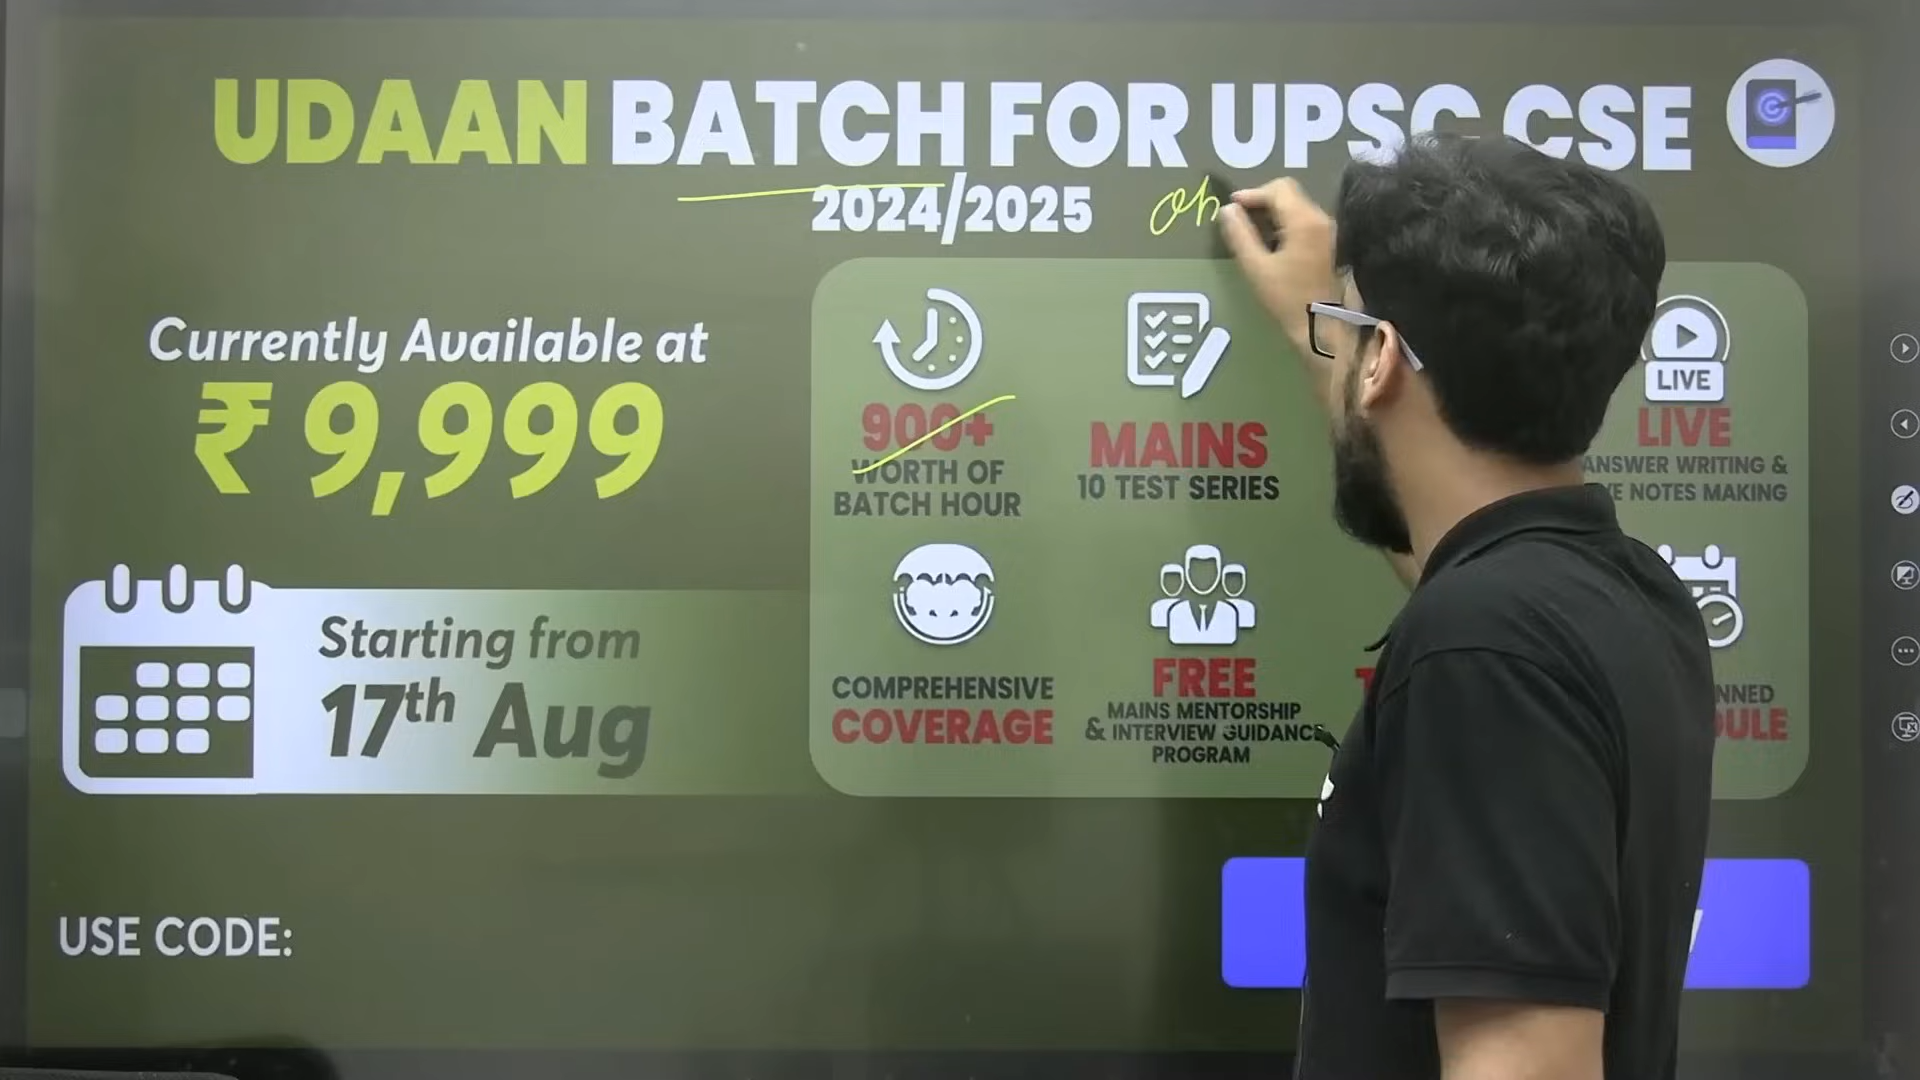 UDAAN BATCH FOR UPSC CSE
2024/2025
Currently Available at
₹ 9,999
Starting from
17th Aug
USE CODE:
900+
WORTH OF
BATCH HOUR
MAINS
10 TEST SERIES
LIVE
LIVE
ANSWER WRITING &
NOTES MAKING
COMPREHENSIVE
COVERAGE
FREE
MAINS MENTORSHIP
& INTERVIEW GUIDANCE
PROGRAM